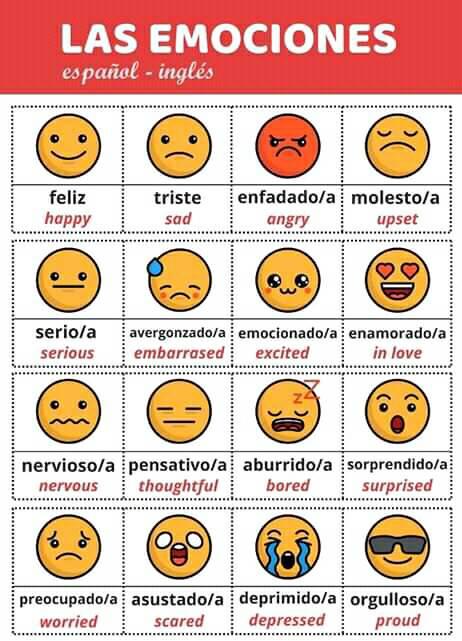 LAS EMOCIONES
español - inglés
feliz
happy
triste
sad
enfadado/a
angry
molesto/a
upset
serio/a
serious
avergonzado/a
embarrased
emocionado/a
excited
enamorado/a
in love
nervioso/a
nervous
pensativo/a
thoughtful
zZ
aburrido/a
bored
sorprendido/a
surprised
preocupado/a
worried
asustado/a
scared
deprimido/a
depressed
orgulloso/a
proud